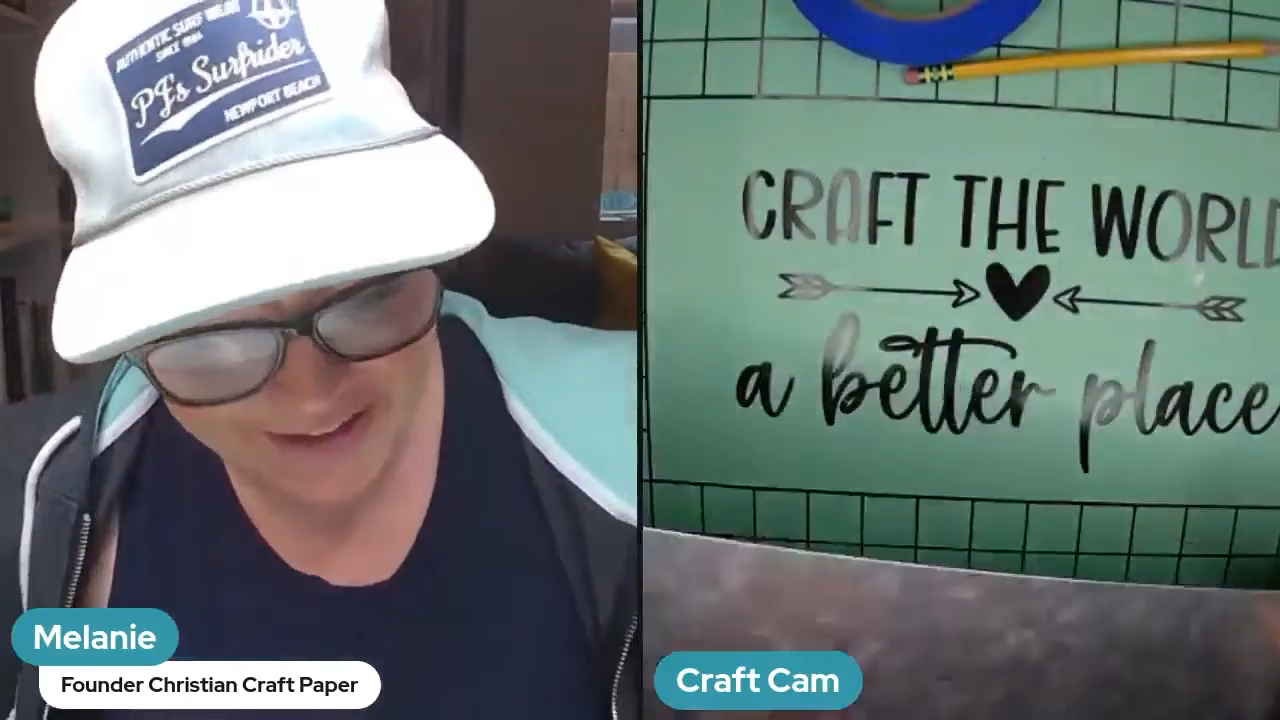 AUTHENTIC SURF WEAR
SINCE 1984
PJ's Surfrider
NEWPORT BEACH
CRAFT THE WORLD
a better place
Melanie
Founder Christian Craft Paper
Craft Cam